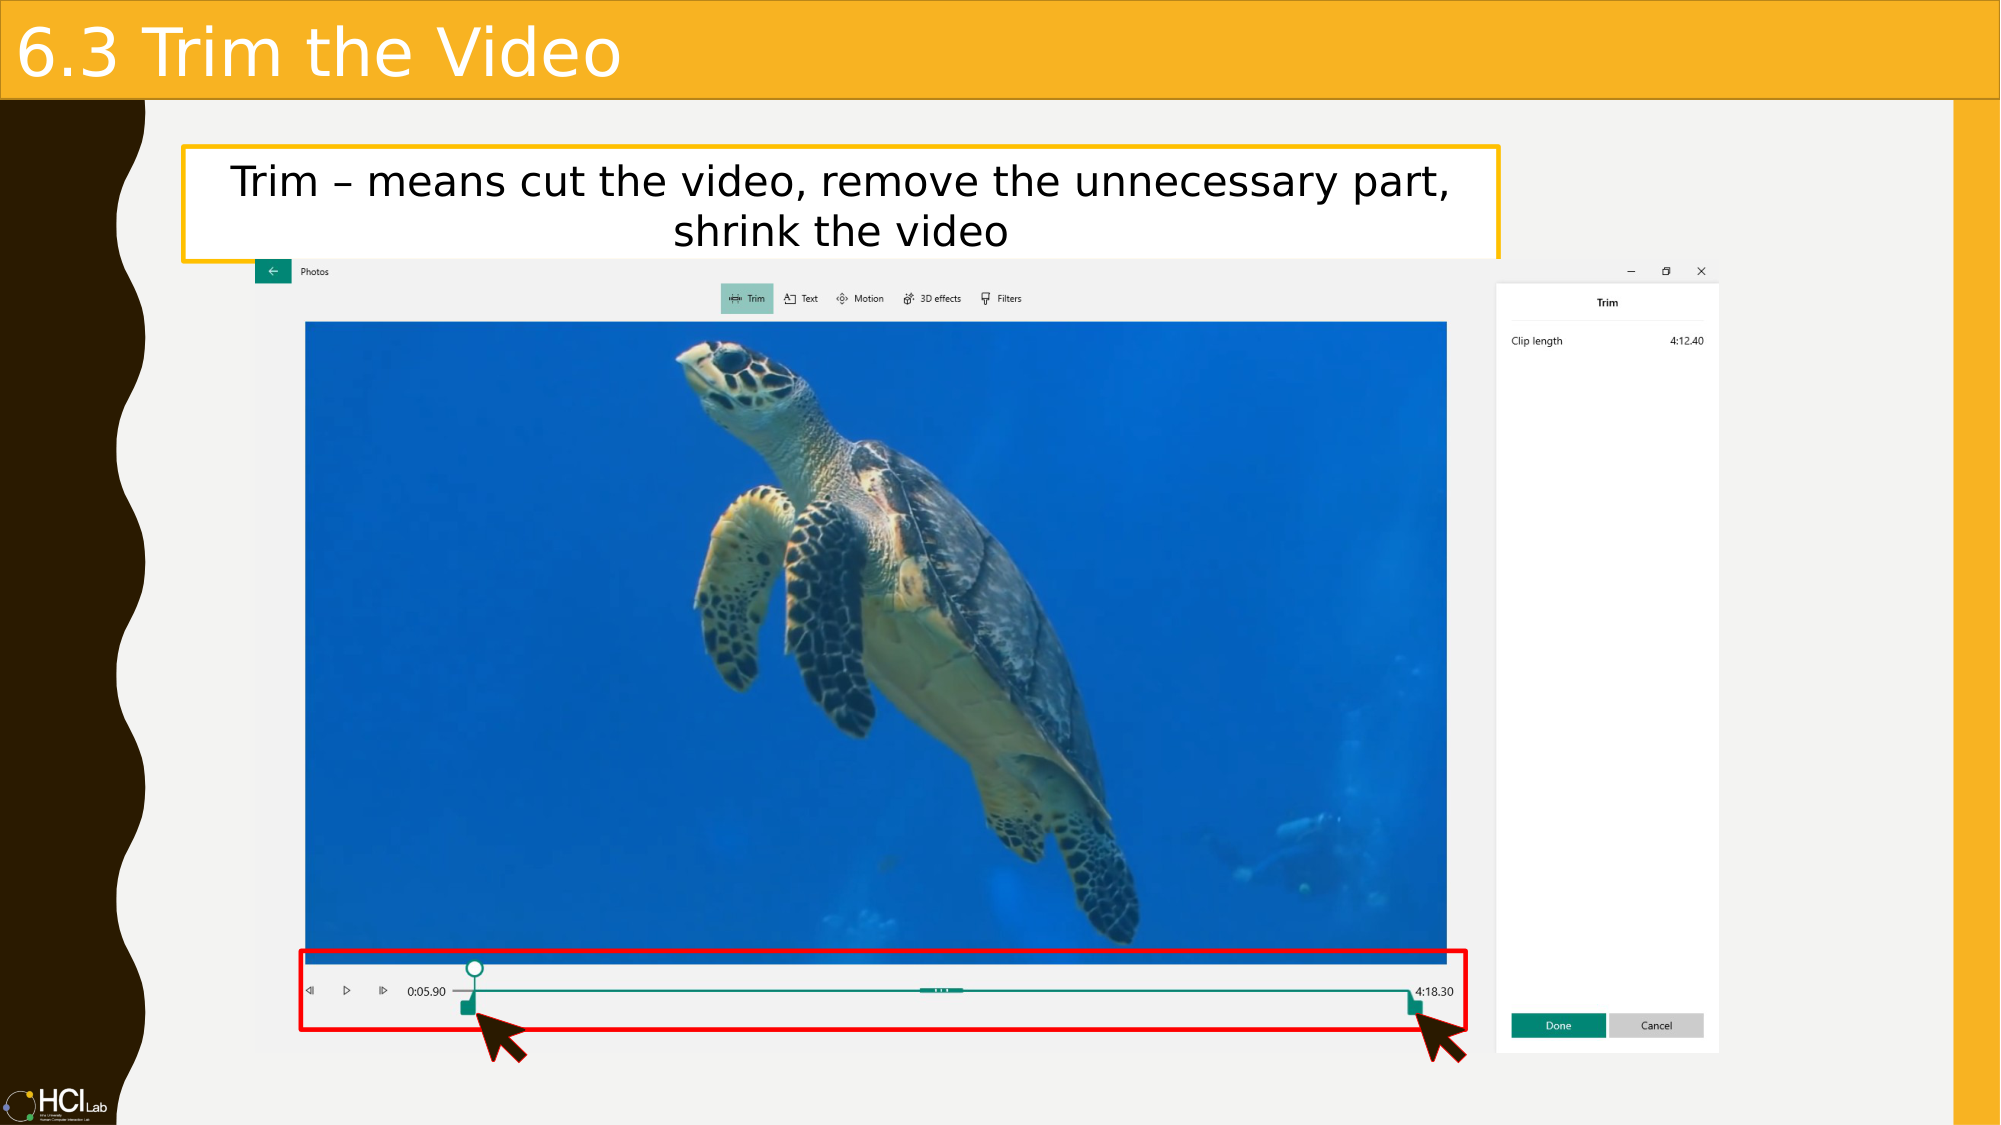 6.3 Trim the Video
Trim – means cut the video, remove the unnecessary part,
shrink the video
Photos
Trim
Text
Motion
3D effects
Filters
Trim
Clip length 4:12.40
0:05.90
4:18.30
Done
Cancel
HCI Lab